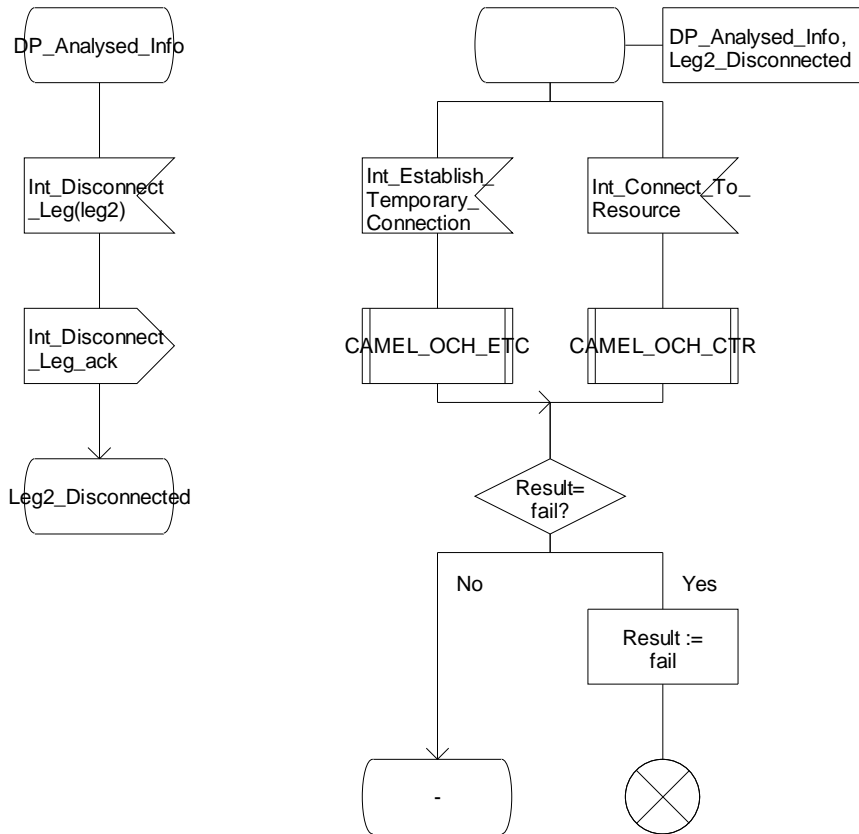 DP_Analysed_Info
Int_Disconnect
_Leg(leg2)
Int_Disconnect
_Leg_ack
Leg2_Disconnected
DP_Analysed_Info,
Leg2_Disconnected
Int_Establish_
Temporary_
Connection
Int_Connect_To_
Resource
CAMEL_OCH_ETC
CAMEL_OCH_CTR
Result=
fail?
No
Yes
Result :=
fail
-